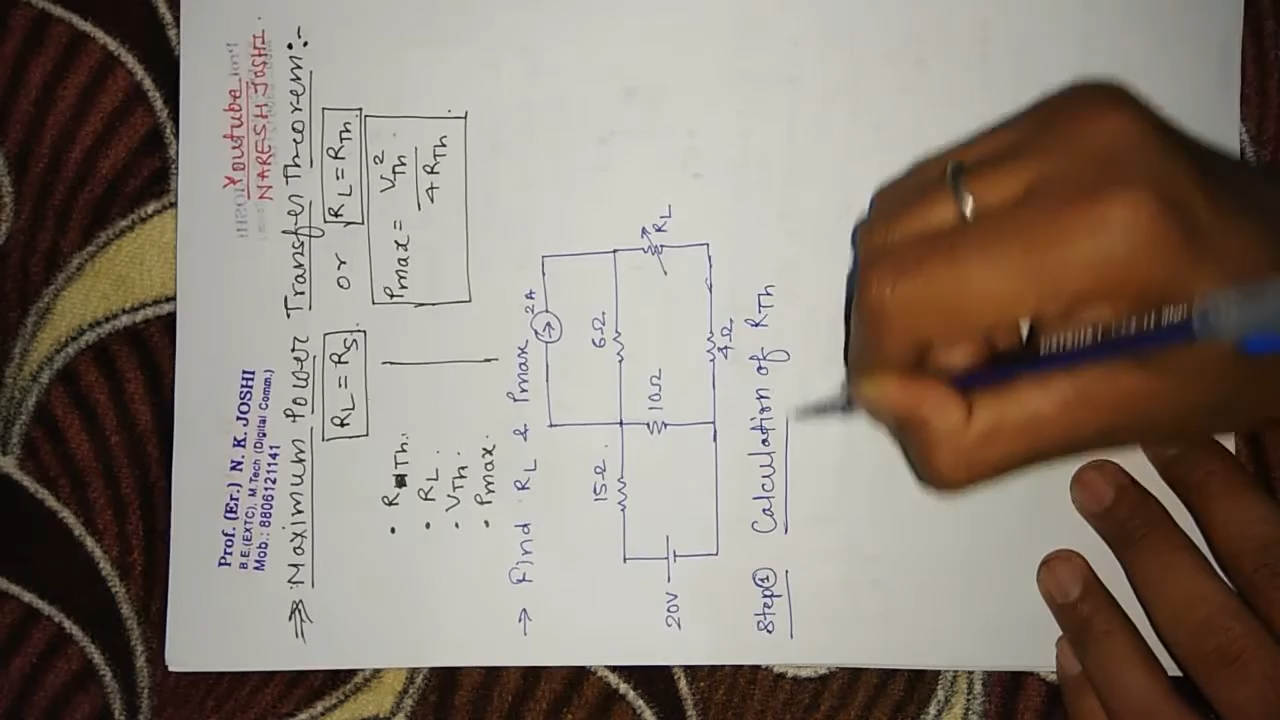 Prof. (Er.) N. K. JOSHI
B.E.(EXTC), M.Tech (Digital Comm.)
Mob.: 8806121141
Youtube
NARESH JOSHI.
⇒ Maximum Power Transfer Theorem:-
RL = RS. or RL = RTh.
• RTh.
• RL.
• VTh.
• Pmax.
Pmax = VTh² / 4RTh
→ Find RL & Pmax
2A
15Ω.
6Ω
10Ω
RL
20V
4Ω
Step① Calculation of RTh